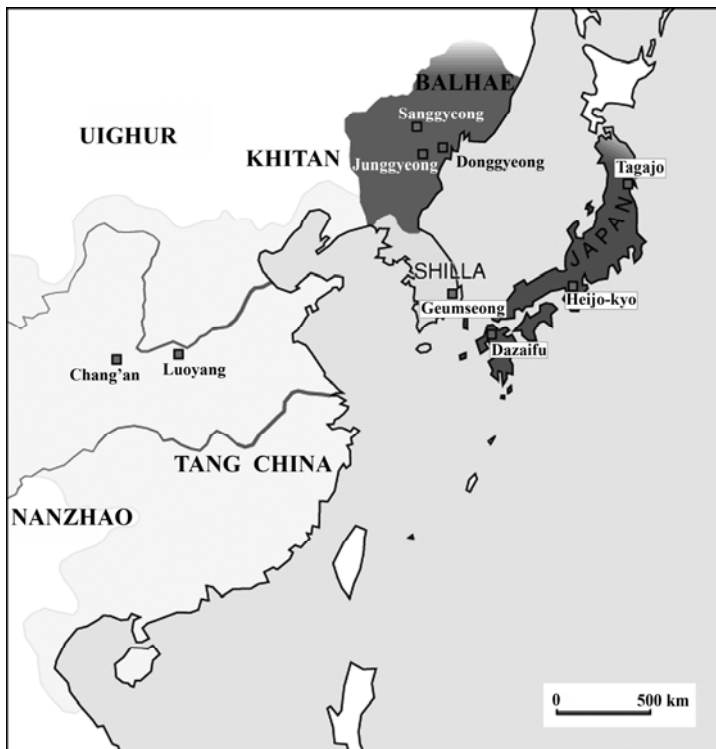 BALHAE
Sanggycong
UIGHUR
KHITAN
Junggyeong
Donggyeong
Tagajo
JAPAN
SHILLA
Geumseong
Heijo-kyo
Dazaifu
Chang'an
Luoyang
TANG CHINA
NANZHAO
0 500 km